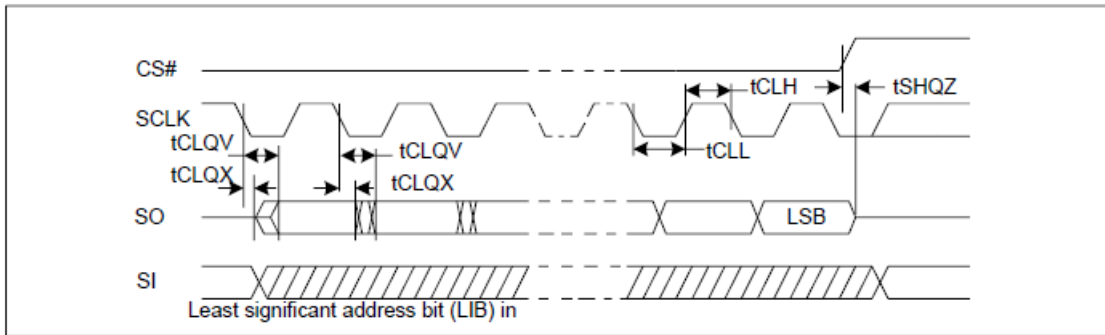 CS#
tCLH
tSHQZ
SCLK
tCLQV
tCLQV
tCLL
tCLQX
tCLQX
SO
LSB
SI
Least significant address bit (LIB) in